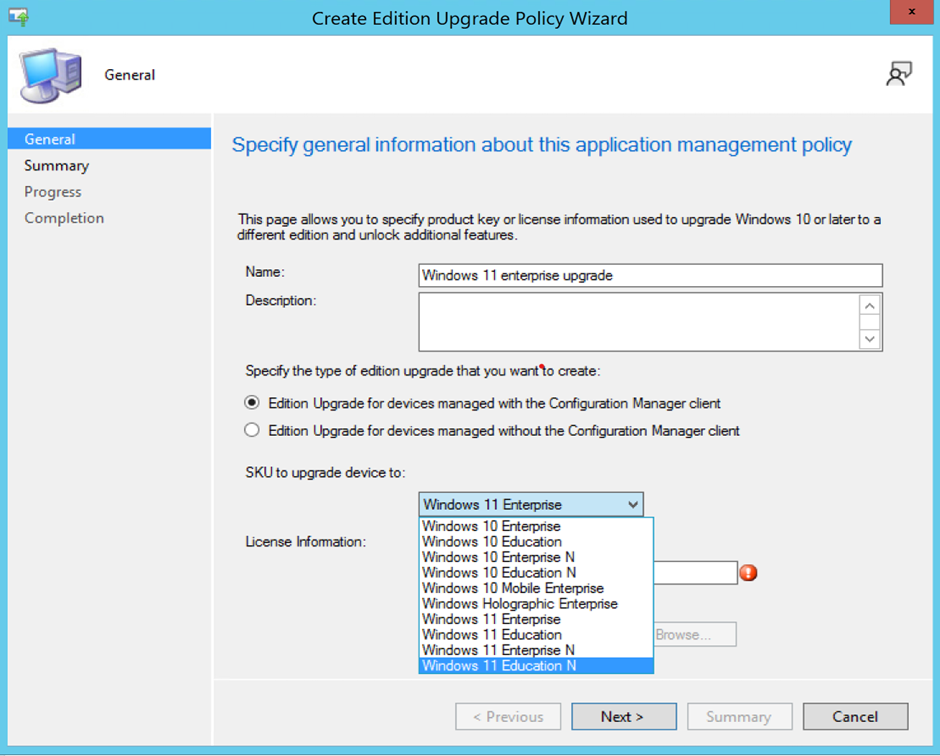 Create Edition Upgrade Policy Wizard
General
General
Summary
Progress
Completion
Specify general information about this application management policy
This page allows you to specify product key or license information used to upgrade Windows 10 or later to a
different edition and unlock additional features.
Name:
Windows 11 enterprise upgrade
Description:
Specify the type of edition upgrade that you want to create:
Edition Upgrade for devices managed with the Configuration Manager client
Edition Upgrade for devices managed without the Configuration Manager client
SKU to upgrade device to:
Windows 11 Enterprise
License Information:
Windows 10 Enterprise
Windows 10 Education
Windows 10 Enterprise N
Windows 10 Education N
Windows 10 Mobile Enterprise
Windows Holographic Enterprise
Windows 11 Enterprise
Windows 11 Education
Windows 11 Enterprise N
Windows 11 Education N
Browse...
< Previous
Next >
Summary
Cancel